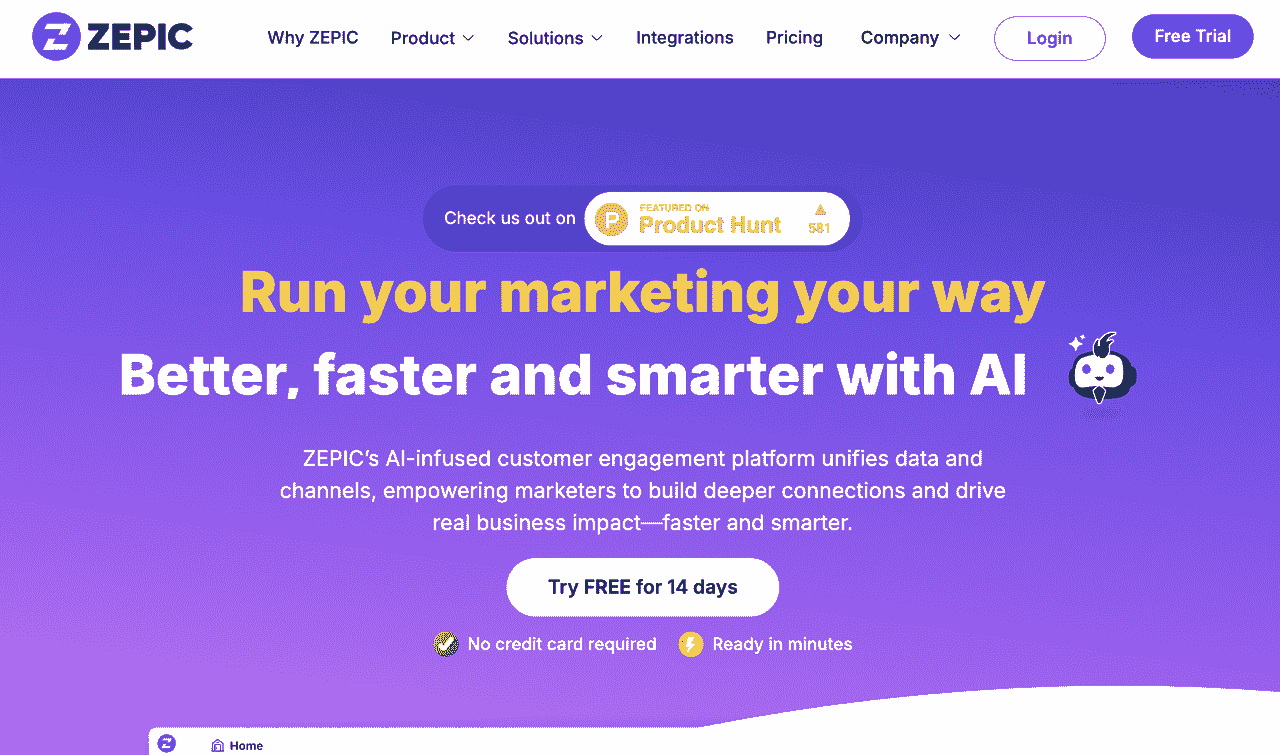 ZEPIC
Why ZEPIC Product Solutions Integrations Pricing Company Login Free Trial
Check us out on
FEATURED ON
Product Hunt
581
Run your marketing your way
Better, faster and smarter with AI
ZEPIC’s AI-infused customer engagement platform unifies data and
channels, empowering marketers to build deeper connections and drive
real business impact—faster and smarter.
Try FREE for 14 days
No credit card required Ready in minutes
Home